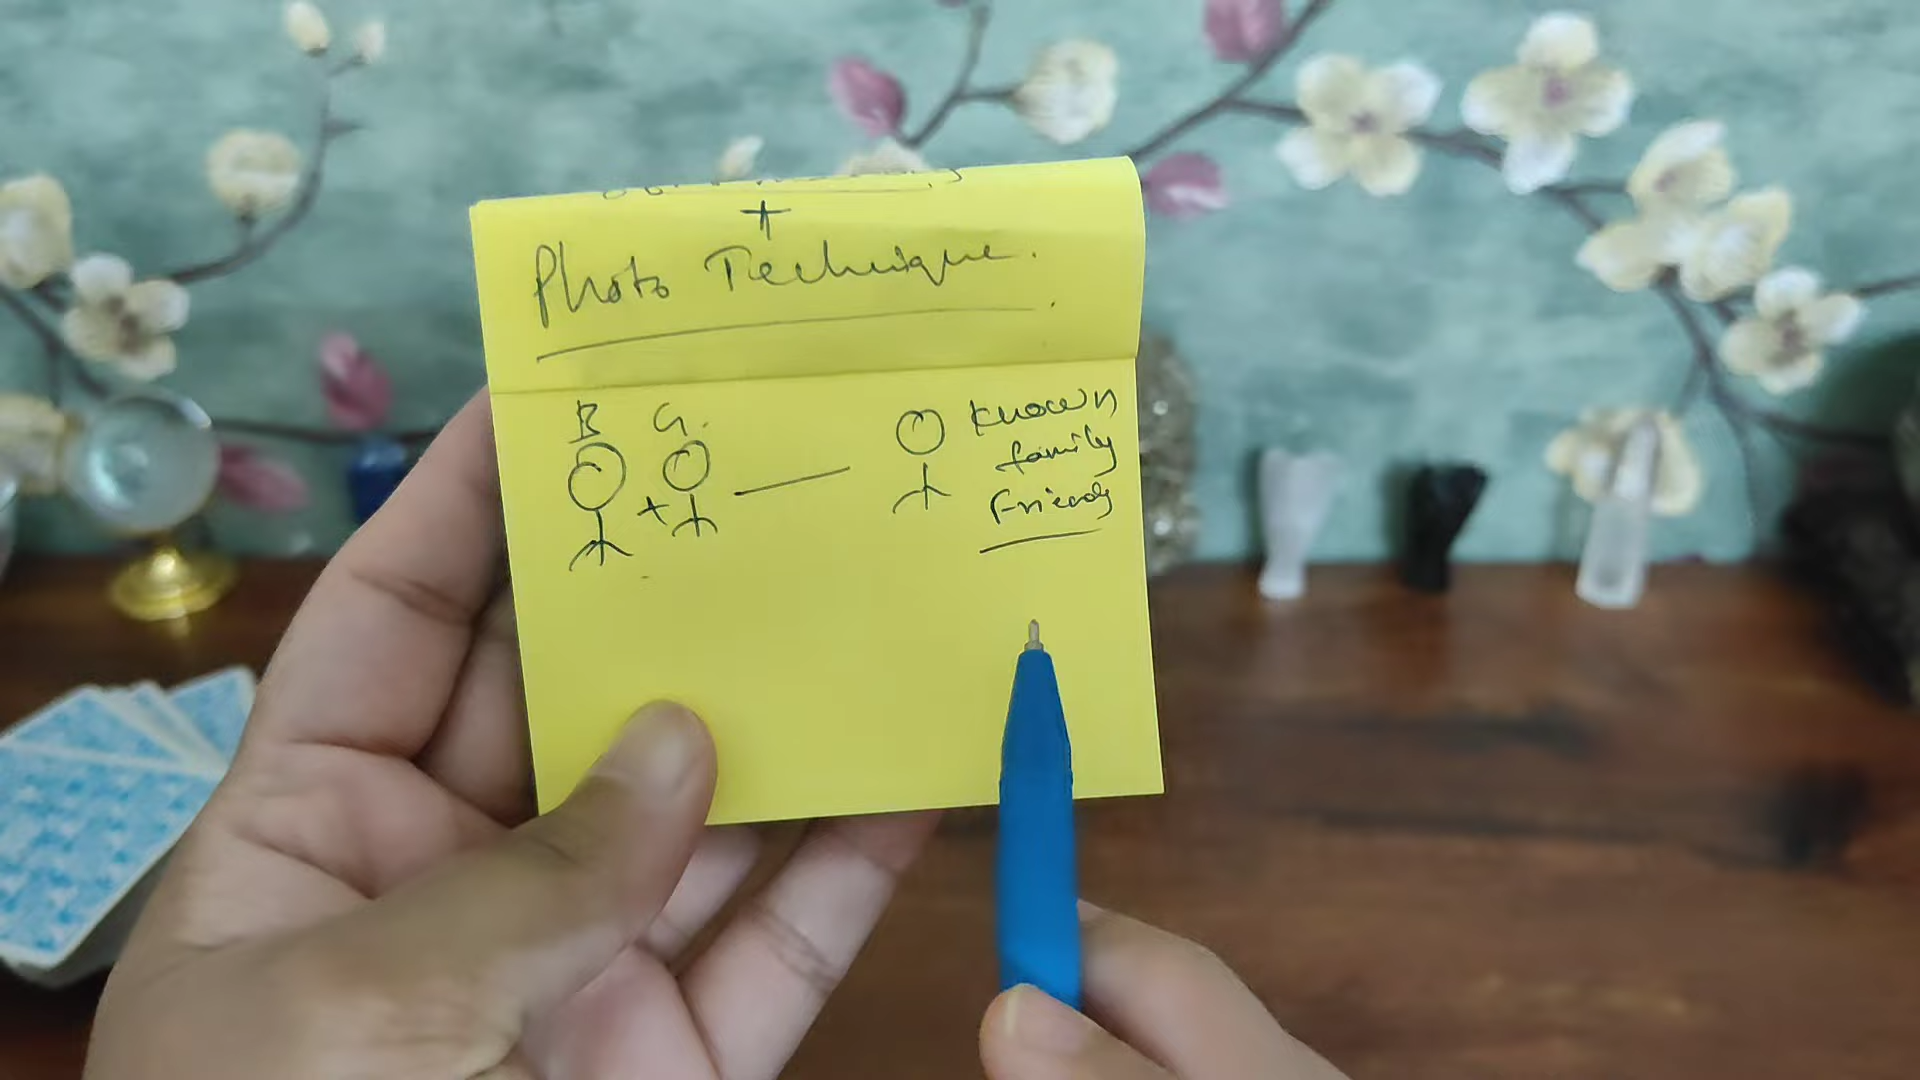 +
Photo Technique.
B G.
+
Known
family
Friends